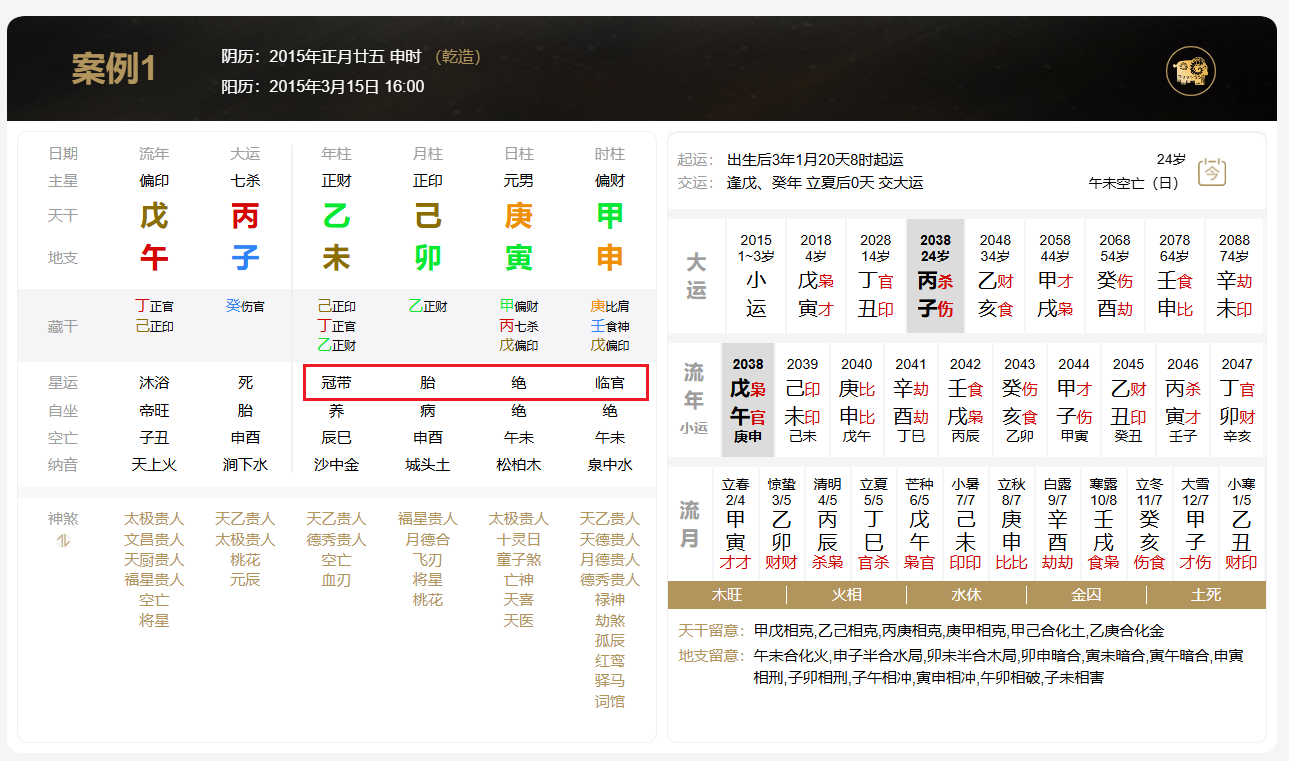 案例1
阴历：2015年正月廿五 申时 （乾造）
阳历：2015年3月15日 16:00
日期 流年 大运 年柱 月柱 日柱 时柱
主星 偏印 七杀 正财 正印 元男 偏财
天干 戊 丙 乙 己 庚 甲
地支 午 子 未 卯 寅 申
藏干 丁正官 癸伤官 己正印 乙正财 甲偏财 庚比肩
己正印 丁正官 丙七杀 壬食神
乙正财 戊偏印 戊偏印
星运 沐浴 死 冠带 胎 绝 临官
自坐 帝旺 胎 养 病 绝 绝
空亡 子丑 申酉 辰巳 申酉 午未 午未
纳音 天上火 涧下水 沙中金 城头土 松柏木 泉中水
神煞 太极贵人 天乙贵人 天乙贵人 福星贵人 太极贵人 天乙贵人
文昌贵人 太极贵人 德秀贵人 月德合 十灵日 天德贵人
天厨贵人 桃花 空亡 飞刃 童子煞 月德贵人
福星贵人 元辰 血刃 将星 亡神 德秀贵人
空亡 桃花 天喜 禄神
将星 天医 劫煞
孤辰
红鸾
驿马
词馆
起运： 出生后3年1月20天8时起运 24岁
交运： 逢戊、癸年 立夏后0天 交大运 午未空亡（日）
今
大运
2015 2018 2028 2038 2048 2058 2068 2078 2088
1~3岁 4岁 14岁 24岁 34岁 44岁 54岁 64岁 74岁
小 戊枭 丁官 丙杀 乙财 甲才 癸伤 壬食 辛劫
运 寅才 丑印 子伤 亥食 戌枭 酉劫 申比 未印
流年
小运
2038 2039 2040 2041 2042 2043 2044 2045 2046 2047
戊枭 己印 庚比 辛劫 壬食 癸伤 甲才 乙财 丙杀 丁官
午官 未印 申比 酉劫 戌枭 亥食 子伤 丑印 寅才 卯财
庚申 己未 戊午 丁巳 丙辰 乙卯 甲寅 癸丑 壬子 辛亥
流月
立春 惊蛰 清明 立夏 芒种 小暑 立秋 白露 寒露 立冬 大雪 小寒
2/4 3/5 4/5 5/5 6/5 7/7 8/7 9/7 10/8 11/7 12/7 1/5
甲 乙 丙 丁 戊 己 庚 辛 壬 癸 甲 乙
寅 卯 辰 巳 午 未 申 酉 戌 亥 子 丑
才才 财财 杀枭 官杀 枭官 印印 比比 劫劫 食枭 伤食 才伤 财印
木旺 火相 水休 金囚 土死
天干留意： 甲戊相克,乙己相克,丙庚相克,庚甲相克,甲己合化土,乙庚合化金
地支留意： 午未合化火,申子半合水局,卯未半合木局,卯申暗合,寅未暗合,寅午暗合,申寅
相刑,子卯相刑,子午相冲,寅申相冲,午卯相破,子未相害